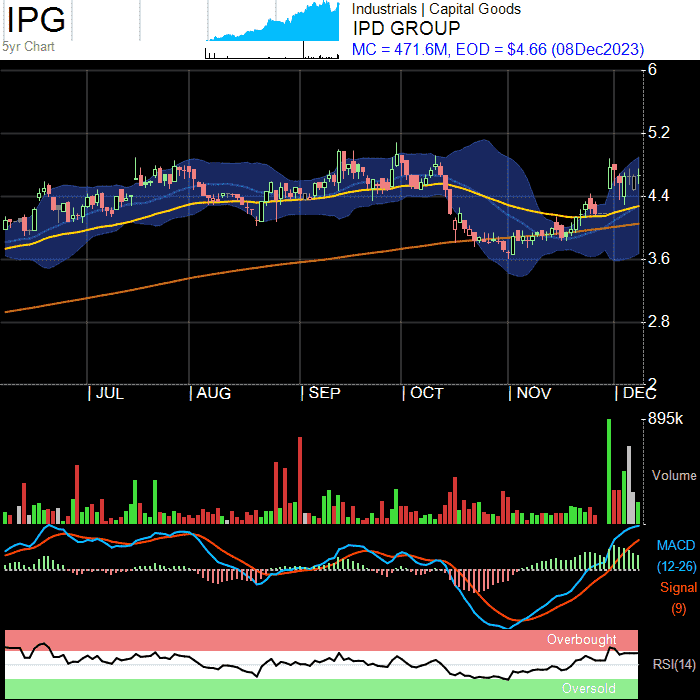 IPG
5yr Chart
Industrials | Capital Goods
IPD GROUP
MC = 471.6M, EOD = $4.66 (08Dec2023)
6
5.2
4.4
3.6
2.8
2
JUL AUG SEP OCT NOV DEC
895k
Volume
MACD
(12-26)
Signal
(9)
Overbought
RSI(14)
Oversold